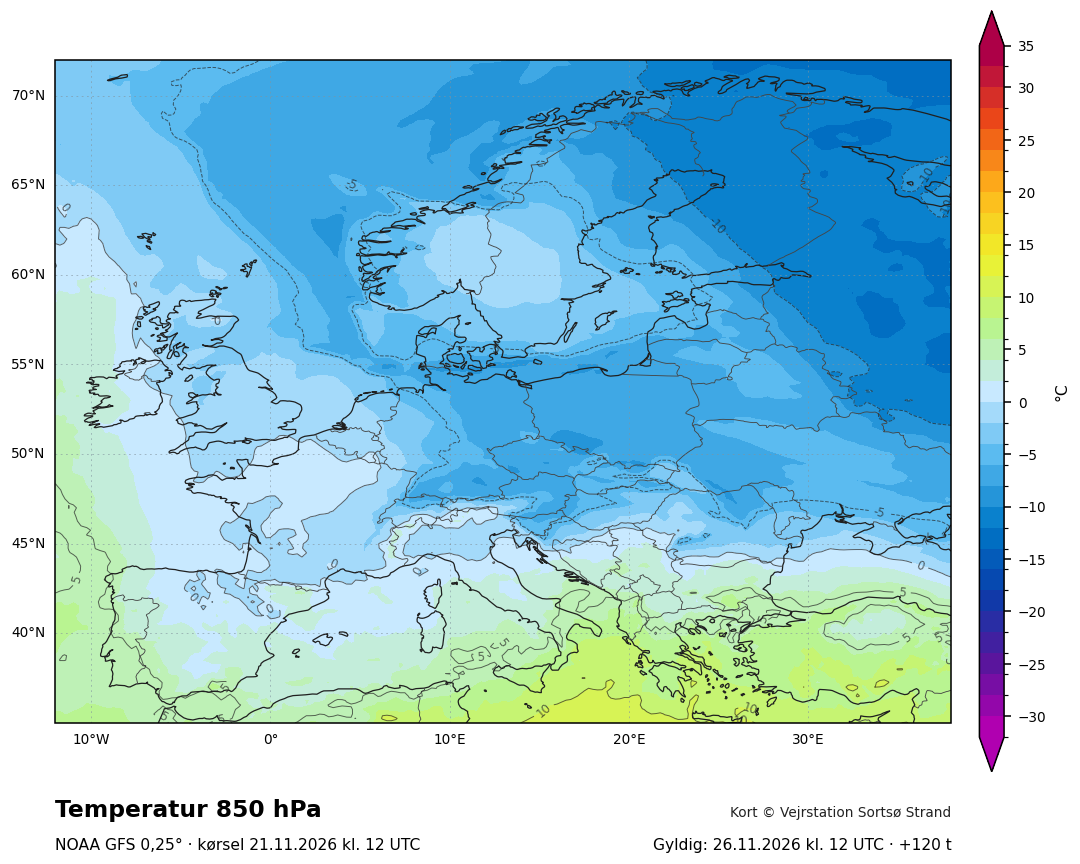 70°N
65°N
60°N
55°N
50°N
45°N
40°N
10°W
0°
10°E
20°E
30°E
35
30
25
20
15
10
5
0
−5
−10
−15
−20
−25
−30
°C
Temperatur 850 hPa
Kort © Vejrstation Sortsø Strand
NOAA GFS 0,25° · kørsel 21.11.2026 kl. 12 UTC
Gyldig: 26.11.2026 kl. 12 UTC · +120 t